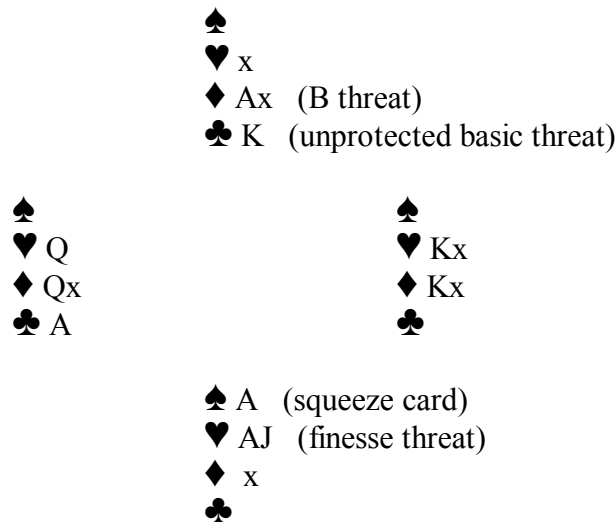 ♠
♥ x
♦ Ax (B threat)
♣ K (unprotected basic threat)
♠ ♠
♥ Q ♥ Kx
♦ Qx ♦ Kx
♣ A ♣
♠ A (squeeze card)
♥ AJ (finesse threat)
♦ x
♣